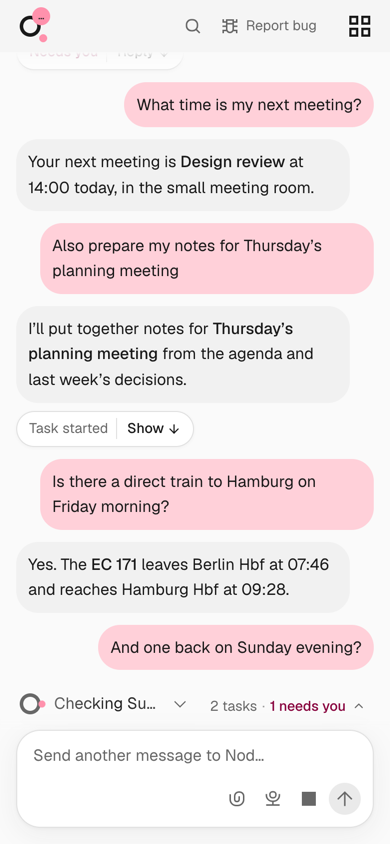 Report bug
Needs you
Reply
What time is my next meeting?
Your next meeting is Design review at
14:00 today, in the small meeting room.
Also prepare my notes for Thursday’s
planning meeting
I’ll put together notes for Thursday’s
planning meeting from the agenda and
last week’s decisions.
Task started
Show ↓
Is there a direct train to Hamburg on
Friday morning?
Yes. The EC 171 leaves Berlin Hbf at 07:46
and reaches Hamburg Hbf at 09:28.
And one back on Sunday evening?
Checking Su...
2 tasks · 1 needs you
Send another message to Nod...